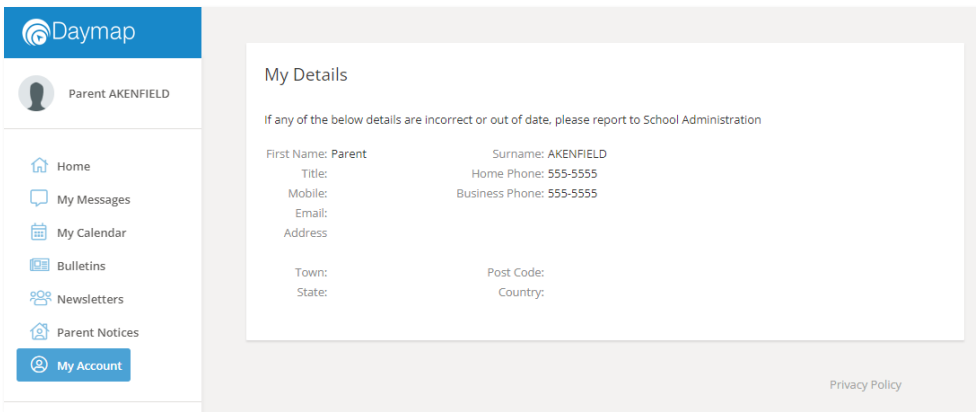 Daymap
Parent AKENFIELD
Home
My Messages
My Calendar
Bulletins
Newsletters
Parent Notices
My Account
My Details
If any of the below details are incorrect or out of date, please report to School Administration
First Name: Parent Surname: AKENFIELD
Title: Home Phone: 555-5555
Mobile: Business Phone: 555-5555
Email:
Address
Town: Post Code:
State: Country:
Privacy Policy